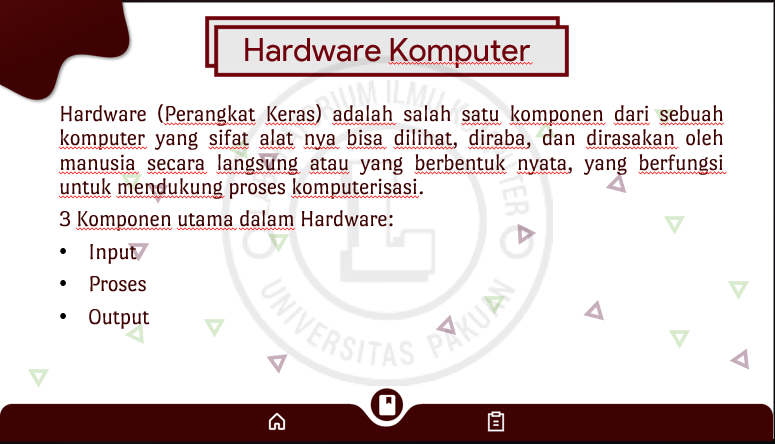 Hardware Komputer
Hardware (Perangkat Keras) adalah salah satu komponen dari sebuah
komputer yang sifat alat nya bisa dilihat, diraba, dan dirasakan oleh
manusia secara langsung atau yang berbentuk nyata, yang berfungsi
untuk mendukung proses komputerisasi.
3 Komponen utama dalam Hardware:
• Input
• Proses
• Output
UNIVERSITAS PAKUAN